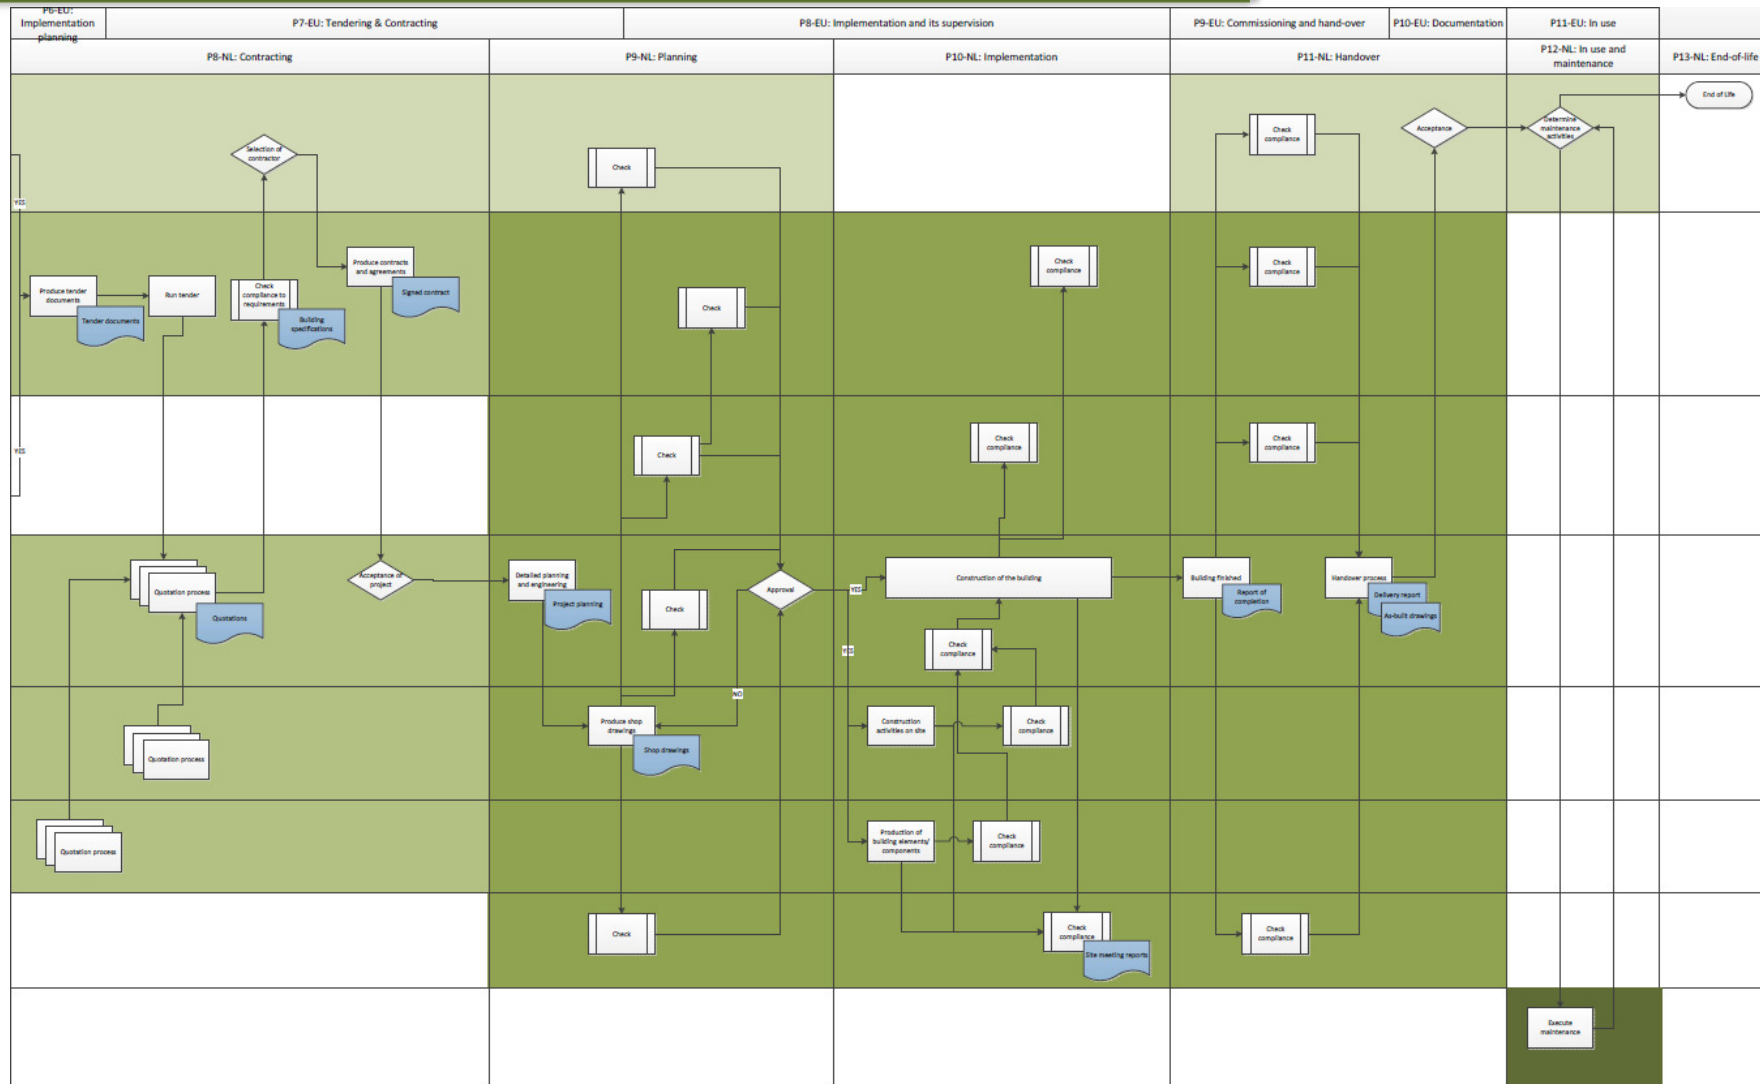 P6-EU:
Implementation
planning
P7-EU: Tendering & Contracting
P8-EU: Implementation and its supervision
P9-EU: Commissioning and hand-over
P10-EU: Documentation
P11-EU: In use
P8-NL: Contracting
P9-NL: Planning
P10-NL: Implementation
P11-NL: Handover
P12-NL: In use and
maintenance
P13-NL: End-of-life
End of Life
Selection of
contractor
Check
Check
compliance
Acceptance
Determine
maintenance
activities
YES
Produce tender
documents
Tender documents
Run tender
Check
compliance to
requirements
Building
specifications
Produce contracts
and agreements
Signed contract
Check
Check
compliance
Check
compliance
YES
Check
Check
compliance
Check
compliance
Quotation process
Quotations
Acceptance of
project
Detailed planning
and engineering
Project planning
Check
Approval
YES
Construction of the building
Building finished
Report of
completion
Handover process
Delivery report
As-built drawings
YES
Check
compliance
NO
Quotation process
Produce shop
drawings
Shop drawings
Construction
activities on site
Check
compliance
Quotation process
Production of
building elements/
components
Check
compliance
Check
Check
compliance
Site meeting reports
Check
compliance
Execute
maintenance